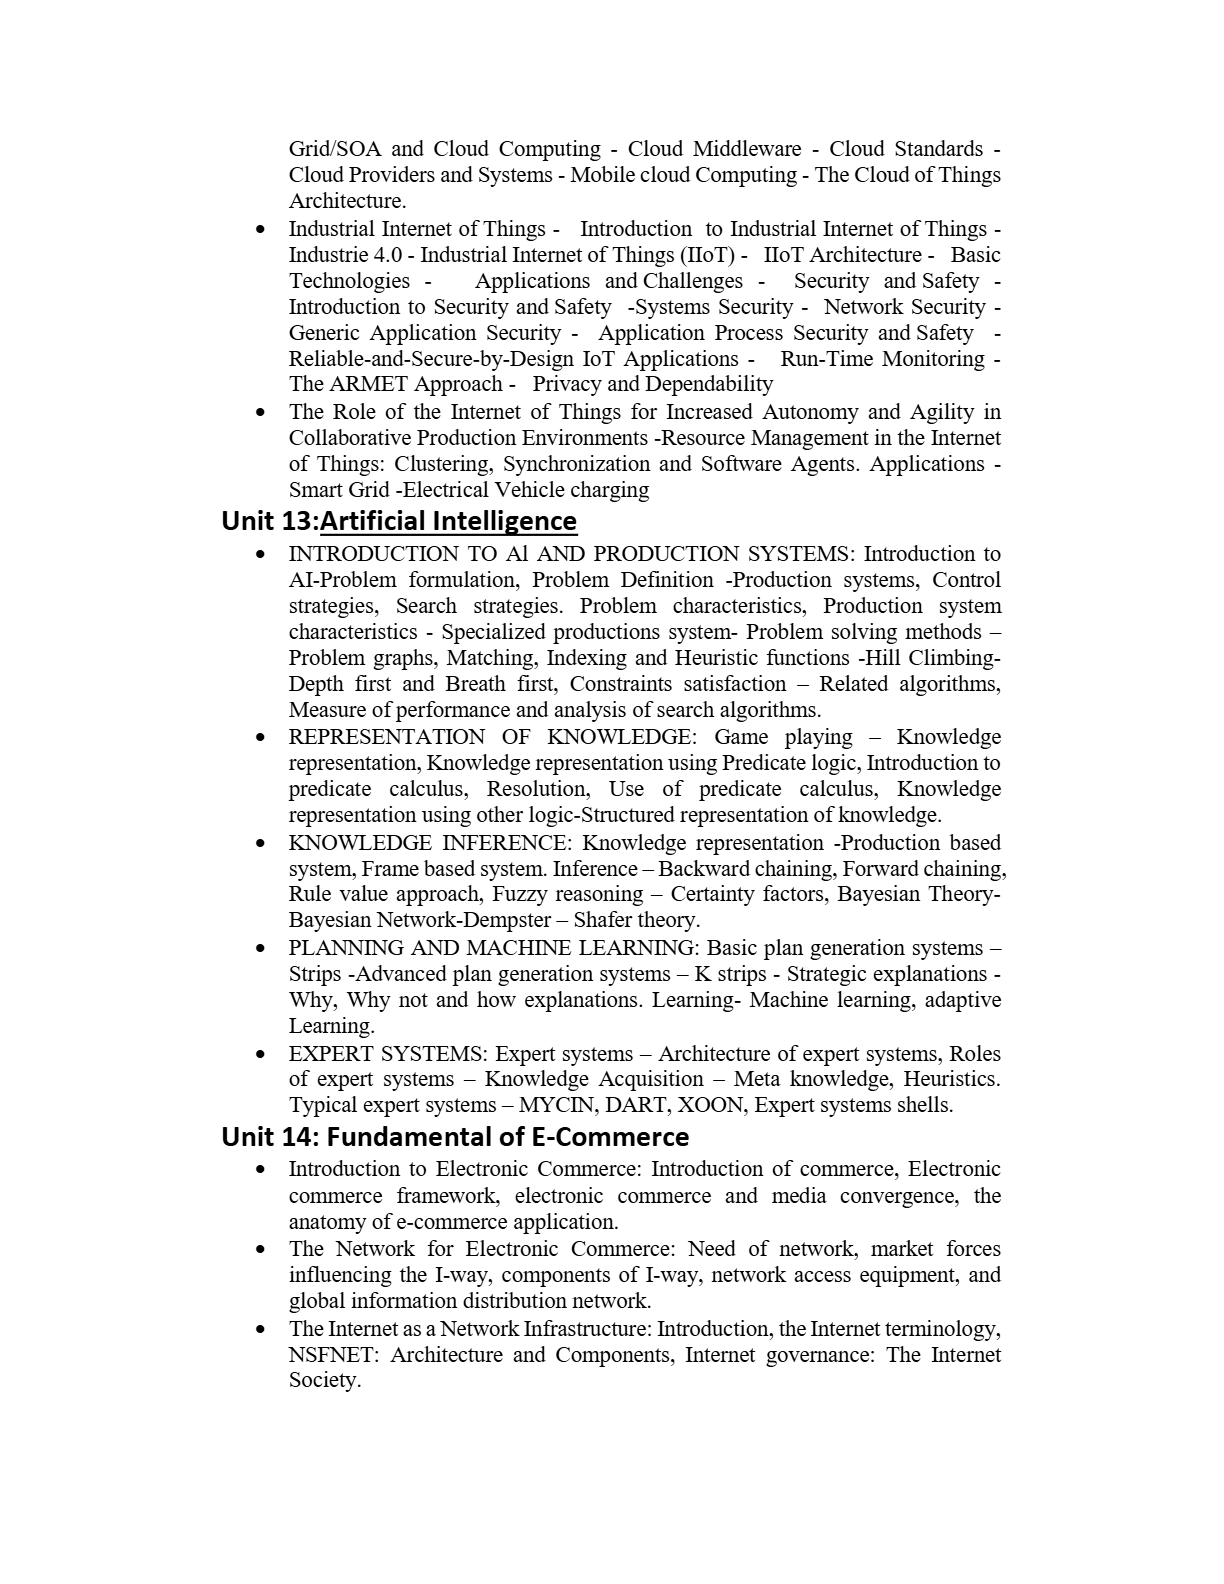 Grid/SOA and Cloud Computing - Cloud Middleware - Cloud Standards -
Cloud Providers and Systems - Mobile cloud Computing - The Cloud of Things
Architecture.
• Industrial Internet of Things - Introduction to Industrial Internet of Things -
Industrie 4.0 - Industrial Internet of Things (IIoT) - IIoT Architecture - Basic
Technologies - Applications and Challenges - Security and Safety -
Introduction to Security and Safety -Systems Security - Network Security -
Generic Application Security - Application Process Security and Safety -
Reliable-and-Secure-by-Design IoT Applications - Run-Time Monitoring -
The ARMET Approach - Privacy and Dependability
• The Role of the Internet of Things for Increased Autonomy and Agility in
Collaborative Production Environments -Resource Management in the Internet
of Things: Clustering, Synchronization and Software Agents. Applications -
Smart Grid -Electrical Vehicle charging
Unit 13:Artificial Intelligence
• INTRODUCTION TO Al AND PRODUCTION SYSTEMS: Introduction to
AI-Problem formulation, Problem Definition -Production systems, Control
strategies, Search strategies. Problem characteristics, Production system
characteristics - Specialized productions system- Problem solving methods –
Problem graphs, Matching, Indexing and Heuristic functions -Hill Climbing-
Depth first and Breath first, Constraints satisfaction – Related algorithms,
Measure of performance and analysis of search algorithms.
• REPRESENTATION OF KNOWLEDGE: Game playing – Knowledge
representation, Knowledge representation using Predicate logic, Introduction to
predicate calculus, Resolution, Use of predicate calculus, Knowledge
representation using other logic-Structured representation of knowledge.
• KNOWLEDGE INFERENCE: Knowledge representation -Production based
system, Frame based system. Inference – Backward chaining, Forward chaining,
Rule value approach, Fuzzy reasoning – Certainty factors, Bayesian Theory-
Bayesian Network-Dempster – Shafer theory.
• PLANNING AND MACHINE LEARNING: Basic plan generation systems –
Strips -Advanced plan generation systems – K strips - Strategic explanations -
Why, Why not and how explanations. Learning- Machine learning, adaptive
Learning.
• EXPERT SYSTEMS: Expert systems – Architecture of expert systems, Roles
of expert systems – Knowledge Acquisition – Meta knowledge, Heuristics.
Typical expert systems – MYCIN, DART, XOON, Expert systems shells.
Unit 14: Fundamental of E-Commerce
• Introduction to Electronic Commerce: Introduction of commerce, Electronic
commerce framework, electronic commerce and media convergence, the
anatomy of e-commerce application.
• The Network for Electronic Commerce: Need of network, market forces
influencing the I-way, components of I-way, network access equipment, and
global information distribution network.
• The Internet as a Network Infrastructure: Introduction, the Internet terminology,
NSFNET: Architecture and Components, Internet governance: The Internet
Society.